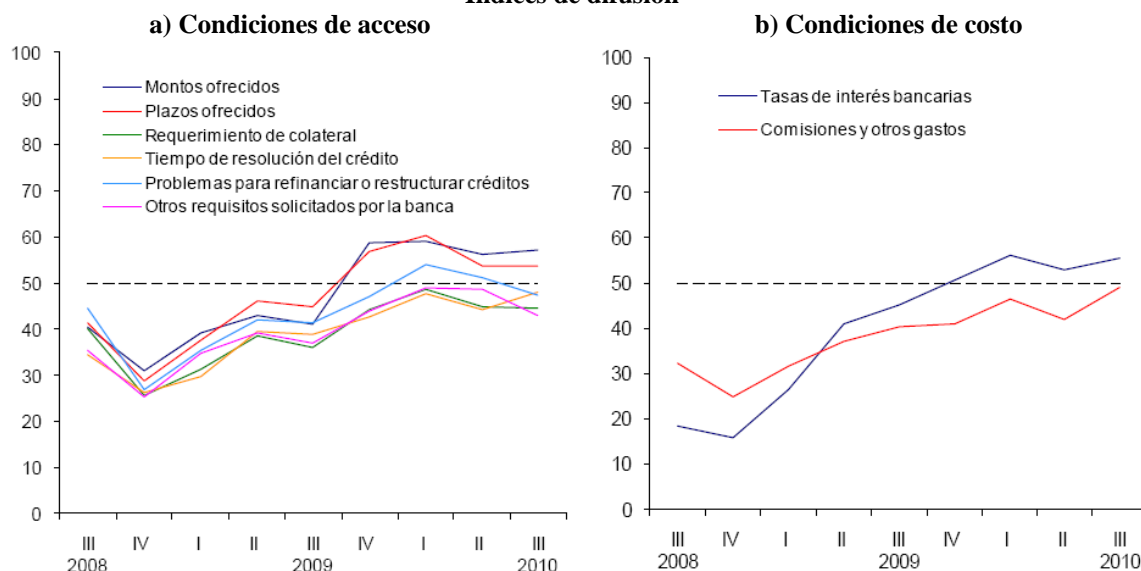 Índices de difusión
a) Condiciones de acceso
100
90
80
70
60
50
40
30
20
10
0
Montos ofrecidos
Plazos ofrecidos
Requerimiento de colateral
Tiempo de resolución del crédito
Problemas para refinanciar o restructurar créditos
Otros requisitos solicitados por la banca
III IV I II III IV I II III
2008 2009 2010
b) Condiciones de costo
100
90
80
70
60
50
40
30
20
10
0
Tasas de interés bancarias
Comisiones y otros gastos
III IV I II III IV I II III
2008 2009 2010